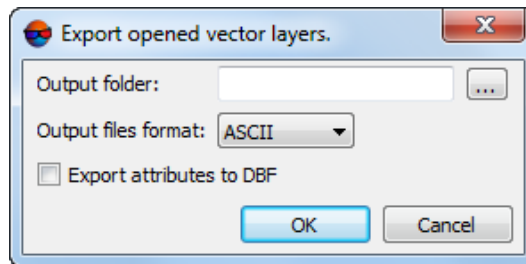 Export opened vector layers.
Output folder:
...
Output files format: ASCII
Export attributes to DBF
OK Cancel